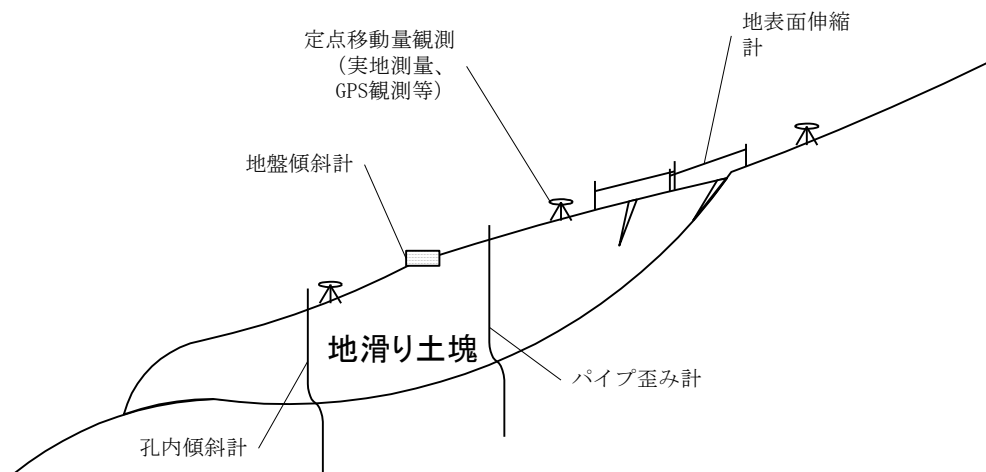 地表面伸縮
計
定点移動量観測
（実地測量、
GPS観測等）
地盤傾斜計
地滑り土塊
パイプ歪み計
孔内傾斜計